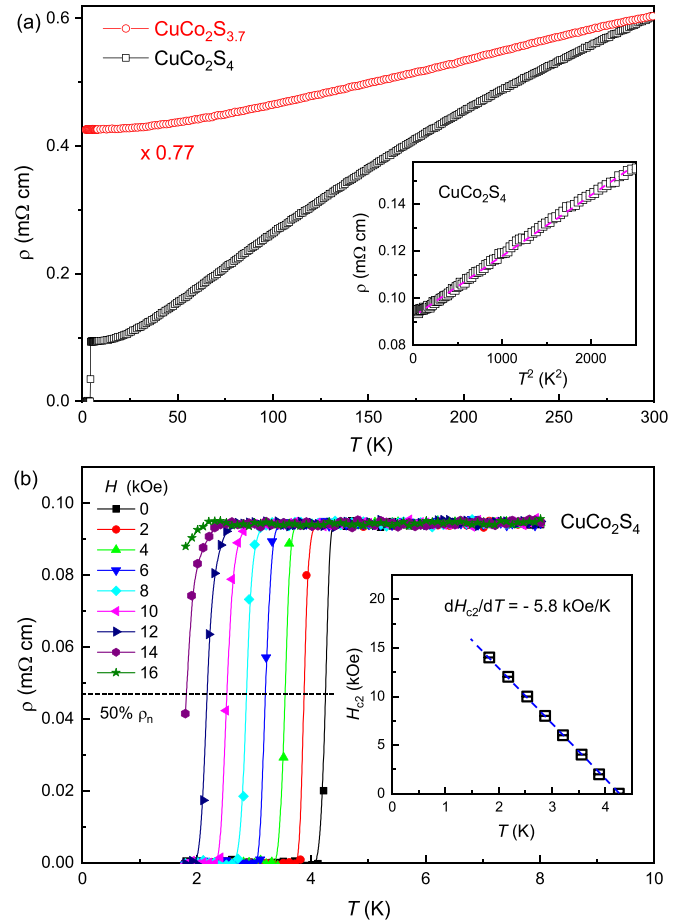 (a)
CuCo₂S₃.₇
CuCo₂S₄
x 0.77
ρ (mΩ cm)
0.6
0.4
0.2
0.0
0 50 100 150 200 250 300
T (K)
CuCo₂S₄
ρ (mΩ cm)
0.14
0.12
0.10
0.08
0 1000 2000
T² (K²)
(b)
H (kOe)
0
2
4
6
8
10
12
14
16
CuCo₂S₄
50% ρₙ
ρ (mΩ cm)
0.10
0.08
0.06
0.04
0.02
0.00
0 2 4 6 8 10
T (K)
dH_c2/dT = - 5.8 kOe/K
H_c2 (kOe)
20
15
10
5
0
0 1 2 3 4
T (K)